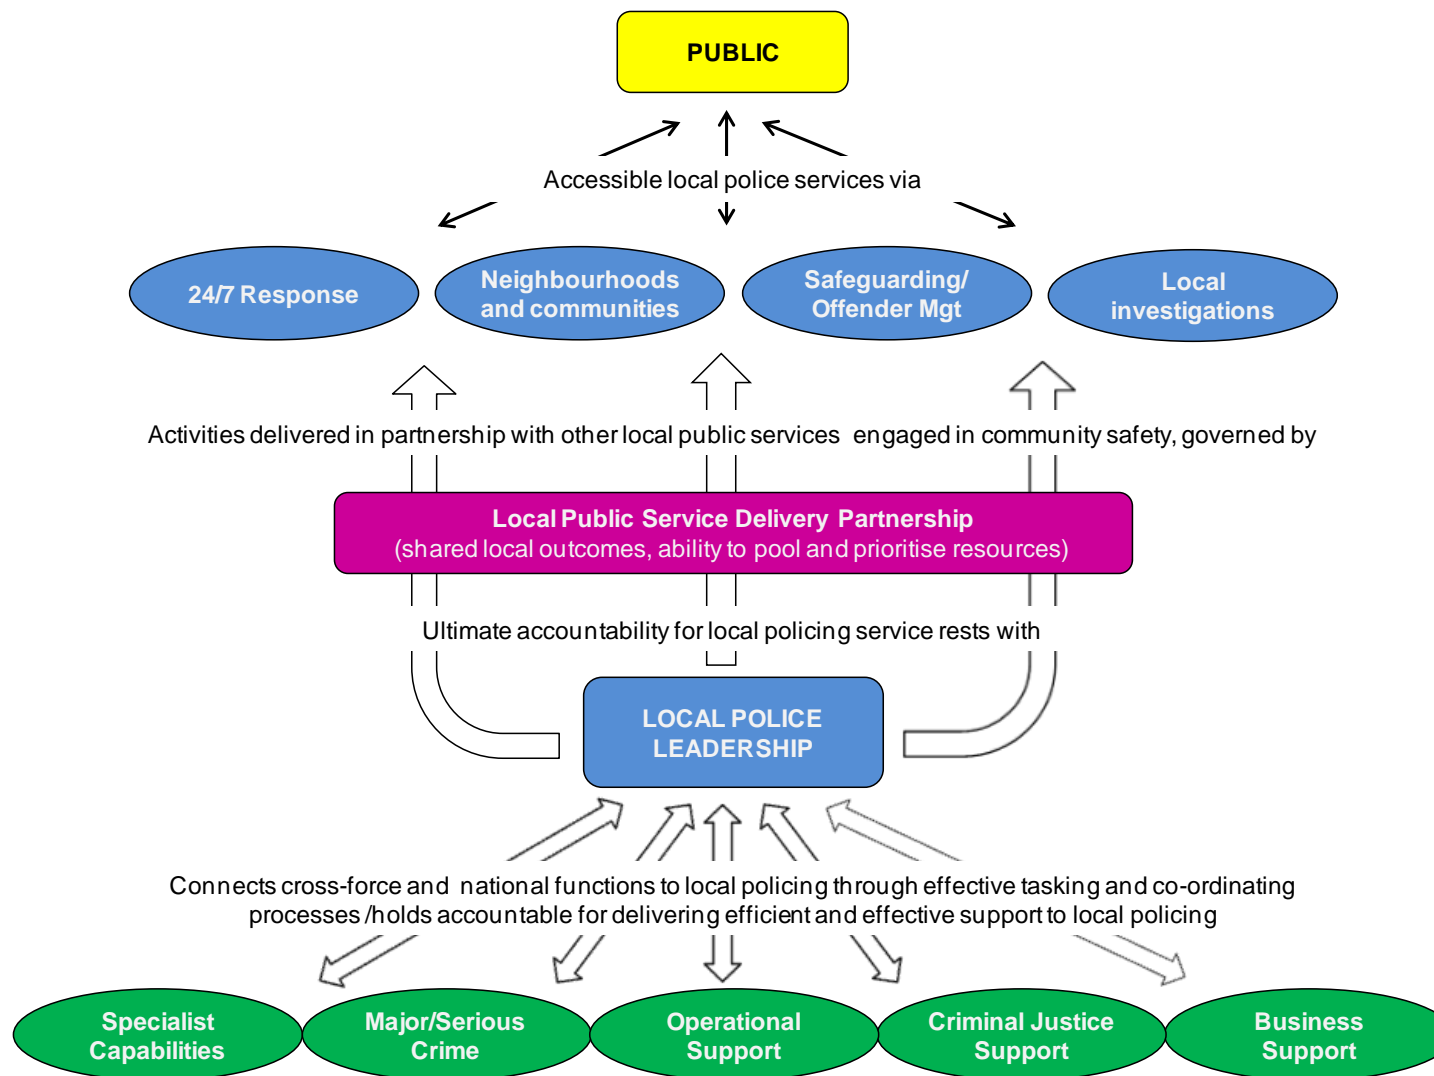 PUBLIC
Accessible local police services via
24/7 Response
Neighbourhoods
and communities
Safeguarding/
Offender Mgt
Local
investigations
Activities delivered in partnership with other local public services engaged in community safety, governed by
Local Public Service Delivery Partnership
(shared local outcomes, ability to pool and prioritise resources)
Ultimate accountability for local policing service rests with
LOCAL POLICE
LEADERSHIP
Connects cross-force and national functions to local policing through effective tasking and co-ordinating
processes /holds accountable for delivering efficient and effective support to local policing
Specialist
Capabilities
Major/Serious
Crime
Operational
Support
Criminal Justice
Support
Business
Support